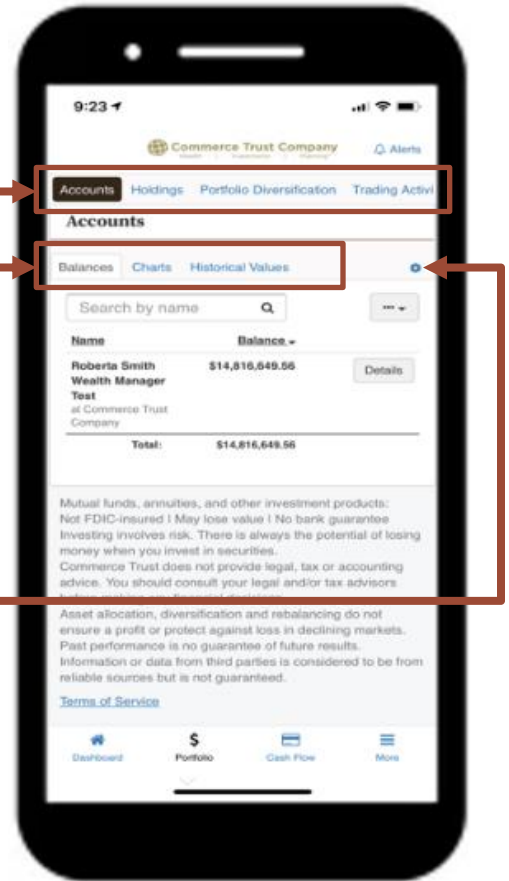 9:23
Commerce Trust Company
Alerts
Accounts Holdings Portfolio Diversification Trading Activi
Accounts
Balances Charts Historical Values
Search by name
Name Balance
Roberta Smith $14,816,649.56 Details
Wealth Manager
Test
at Commerce Trust
Company
Total: $14,816,649.56
Mutual funds, annuities, and other investment products:
Not FDIC-insured | May lose value | No bank guarantee
Investing involves risk. There is always the potential of losing
money when you invest in securities.
Commerce Trust does not provide legal, tax or accounting
advice. You should consult your legal and/or tax advisors
before making any financial decisions.
Asset allocation, diversification and rebalancing do not
ensure a profit or protect against loss in declining markets.
Past performance is no guarantee of future results.
Information or data from third parties is considered to be from
reliable sources but is not guaranteed.
Terms of Service
Dashboard Portfolio Cash Flow More